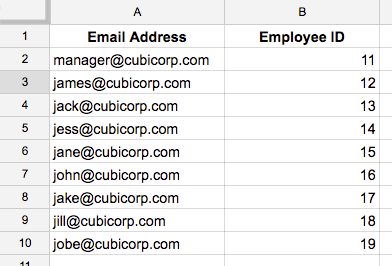 A B
1 Email Address Employee ID
2 manager@cubicorp.com 11
3 james@cubicorp.com 12
4 jack@cubicorp.com 13
5 jess@cubicorp.com 14
6 jane@cubicorp.com 15
7 john@cubicorp.com 16
8 jake@cubicorp.com 17
9 jill@cubicorp.com 18
10 jobe@cubicorp.com 19
11